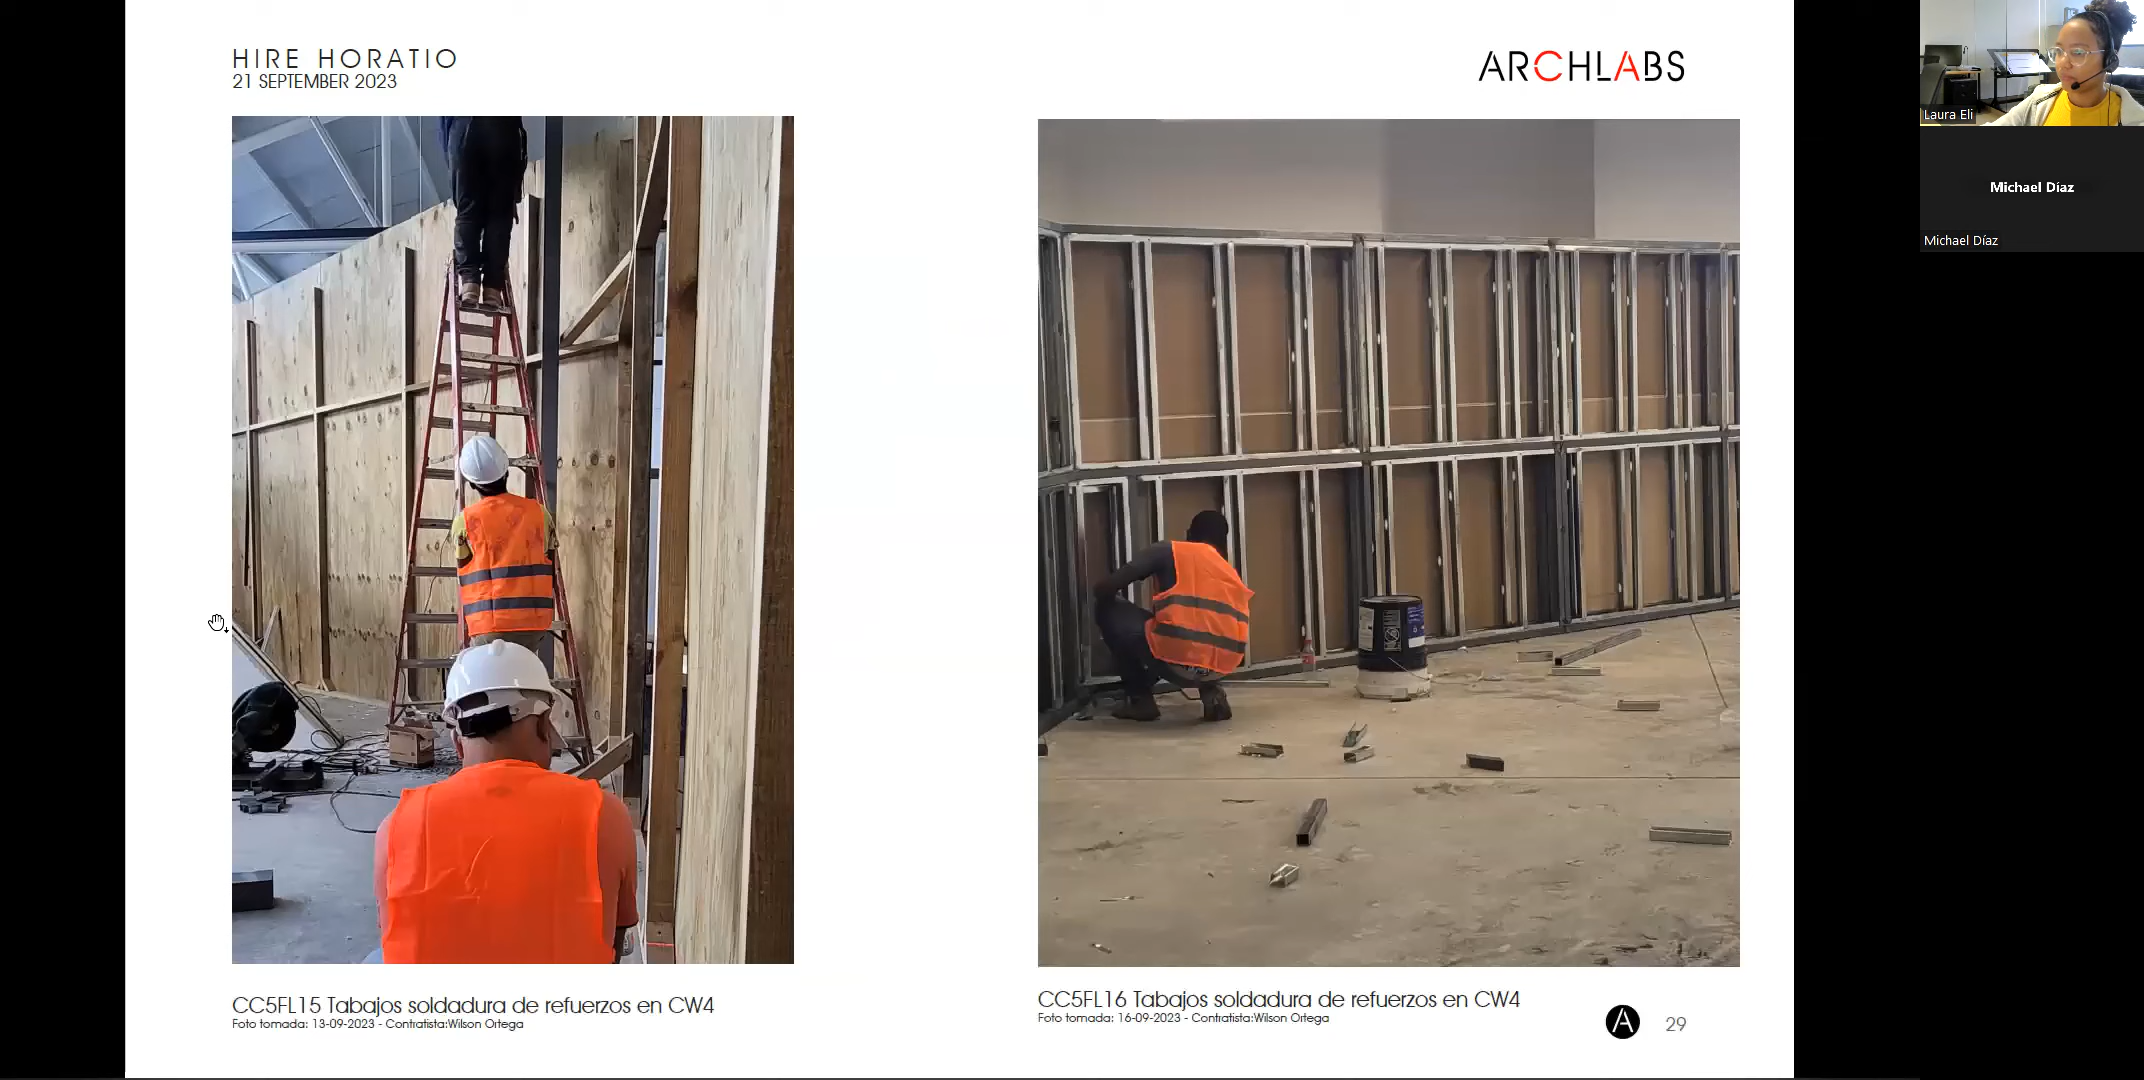 HIRE HORATIO
21 SEPTEMBER 2023
ARCHLABS
CC5FL15 Tabajos soldadura de refuerzos en CW4
Foto tomada: 13-09-2023 - Contratista:Wilson Ortega
CC5FL16 Tabajos soldadura de refuerzos en CW4
Foto tomada: 16-09-2023 - Contratista:Wilson Ortega
A
29
Laura Eli
Michael Díaz
Michael Díaz